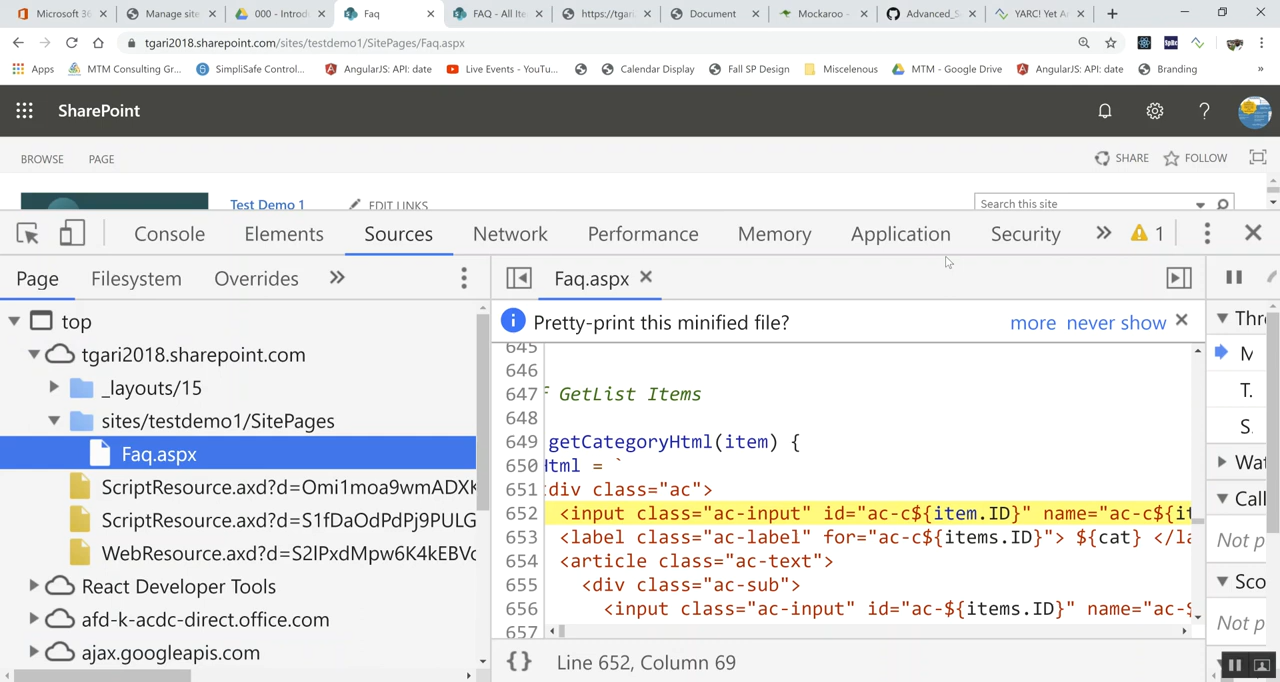 Microsoft 36
Manage site
000 - Introd
Faq
FAQ - All Ite
https://tgari
Document
Mockaroo -
Advanced_S
YARC! Yet A
tgari2018.sharepoint.com/sites/testdemo1/SitePages/Faq.aspx
Apps
MTM Consulting Gr...
SimpliSafe Control...
AngularJS: API: date
Live Events - YouTu...
Calendar Display
Fall SP Design
Miscelenous
MTM - Google Drive
AngularJS: API: date
Branding
»
SharePoint
BROWSE
PAGE
SHARE
FOLLOW
Test Demo 1
EDIT LINKS
Search this site
Console
Elements
Sources
Network
Performance
Memory
Application
Security
»
1
Page
Filesystem
Overrides
»
Faq.aspx
top
tgari2018.sharepoint.com
_layouts/15
sites/testdemo1/SitePages
Faq.aspx
ScriptResource.axd?d=Omi1moa9wmADXK
ScriptResource.axd?d=S1fDaOdPdPj9PULG
WebResource.axd?d=S2lPxdMpw6K4kEBVc
React Developer Tools
afd-k-acdc-direct.office.com
ajax.googleapis.com
Pretty-print this minified file?
more never show
645
646
647 f GetList Items
648
649 getCategoryHtml(item) {
650 Html = `
651 div class="ac">
652 <input class="ac-input" id="ac-c${item.ID}" name="ac-c${it
653 <label class="ac-label" for="ac-c${items.ID}"> ${cat} </la
654 <article class="ac-text">
655 <div class="ac-sub">
656 <input class="ac-input" id="ac-${items.ID}" name="ac-$
657
{} Line 652, Column 69
Thr
M
T.
S.
Wat
Call
Not p
Sco
Not p